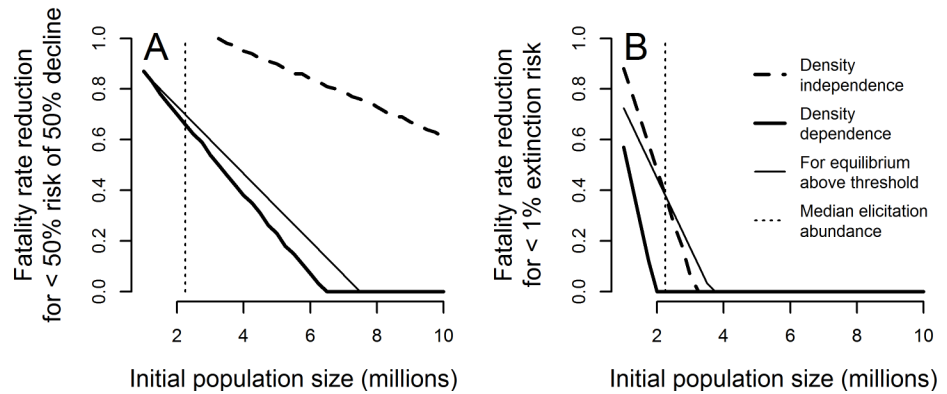 A
Fatality rate reduction
for < 50% risk of 50% decline
0.0 0.2 0.4 0.6 0.8 1.0
2 4 6 8 10
Initial population size (millions)
B
Fatality rate reduction
for < 1% extinction risk
0.0 0.2 0.4 0.6 0.8 1.0
2 4 6 8 10
Initial population size (millions)
Density
independence
Density
dependence
For equilibrium
above threshold
Median elicitation
abundance